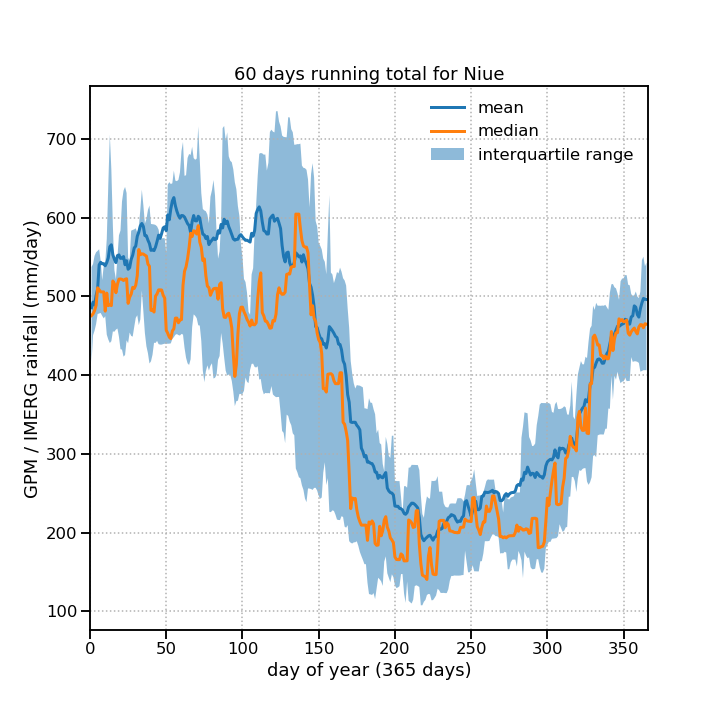 60 days running total for Niue
mean
median
interquartile range
GPM / IMERG rainfall (mm/day)
700
600
500
400
300
200
100
0 50 100 150 200 250 300 350
day of year (365 days)